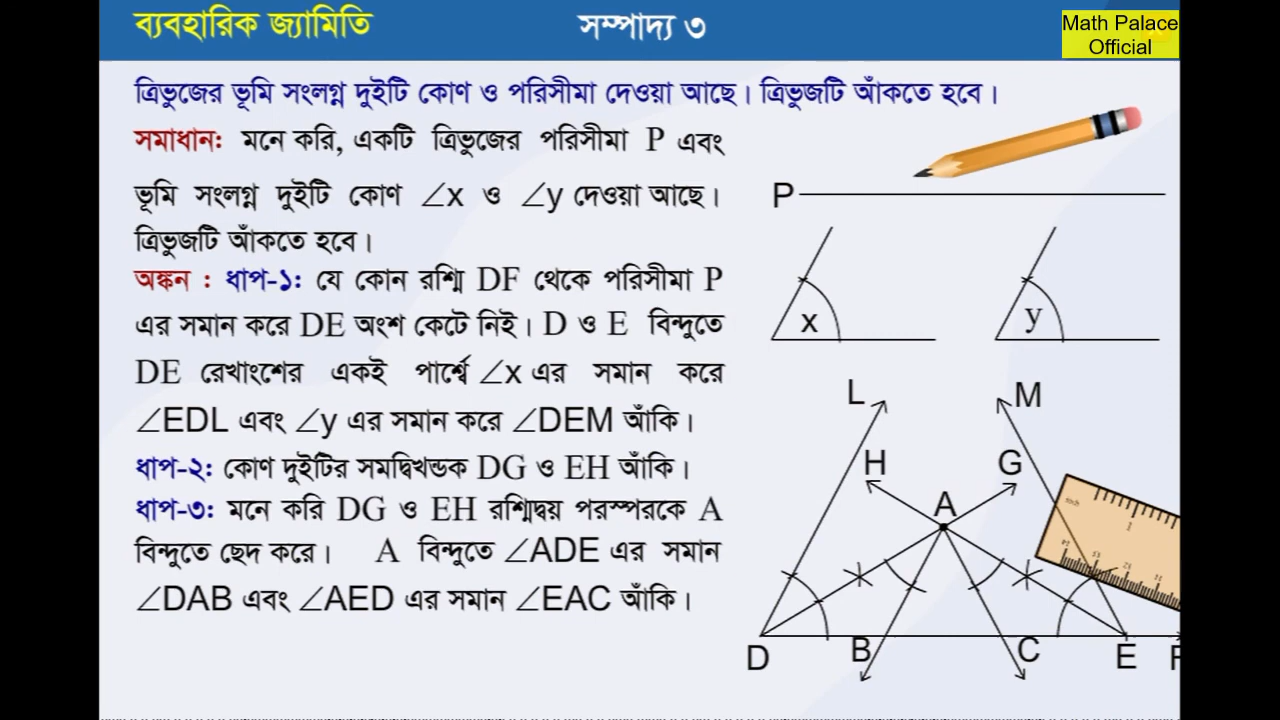 ব্যবহারিক জ্যামিতি
সম্পাদ্য ৩
Math Palace
Official
ত্রিভুজের ভূমি সংলগ্ন দুইটি কোণ ও পরিসীমা দেওয়া আছে। ত্রিভুজটি আঁকতে হবে।
সমাধান: মনে করি, একটি ত্রিভুজের পরিসীমা P এবং
ভূমি সংলগ্ন দুইটি কোণ ∠x ও ∠y দেওয়া আছে।
ত্রিভুজটি আঁকতে হবে।
অঙ্কন : ধাপ-১: যে কোন রশ্মি DF থেকে পরিসীমা P
এর সমান করে DE অংশ কেটে নিই। D ও E বিন্দুতে
DE রেখাংশের একই পার্শ্বে ∠x এর সমান করে
∠EDL এবং ∠y এর সমান করে ∠DEM আঁকি।
ধাপ-২: কোণ দুইটির সমদ্বিখন্ডক DG ও EH আঁকি।
ধাপ-৩: মনে করি DG ও EH রশ্মিদ্বয় পরস্পরকে A
বিন্দুতে ছেদ করে। A বিন্দুতে ∠ADE এর সমান
∠DAB এবং ∠AED এর সমান ∠EAC আঁকি।
P
x y
L M
H G
A
D B C E F